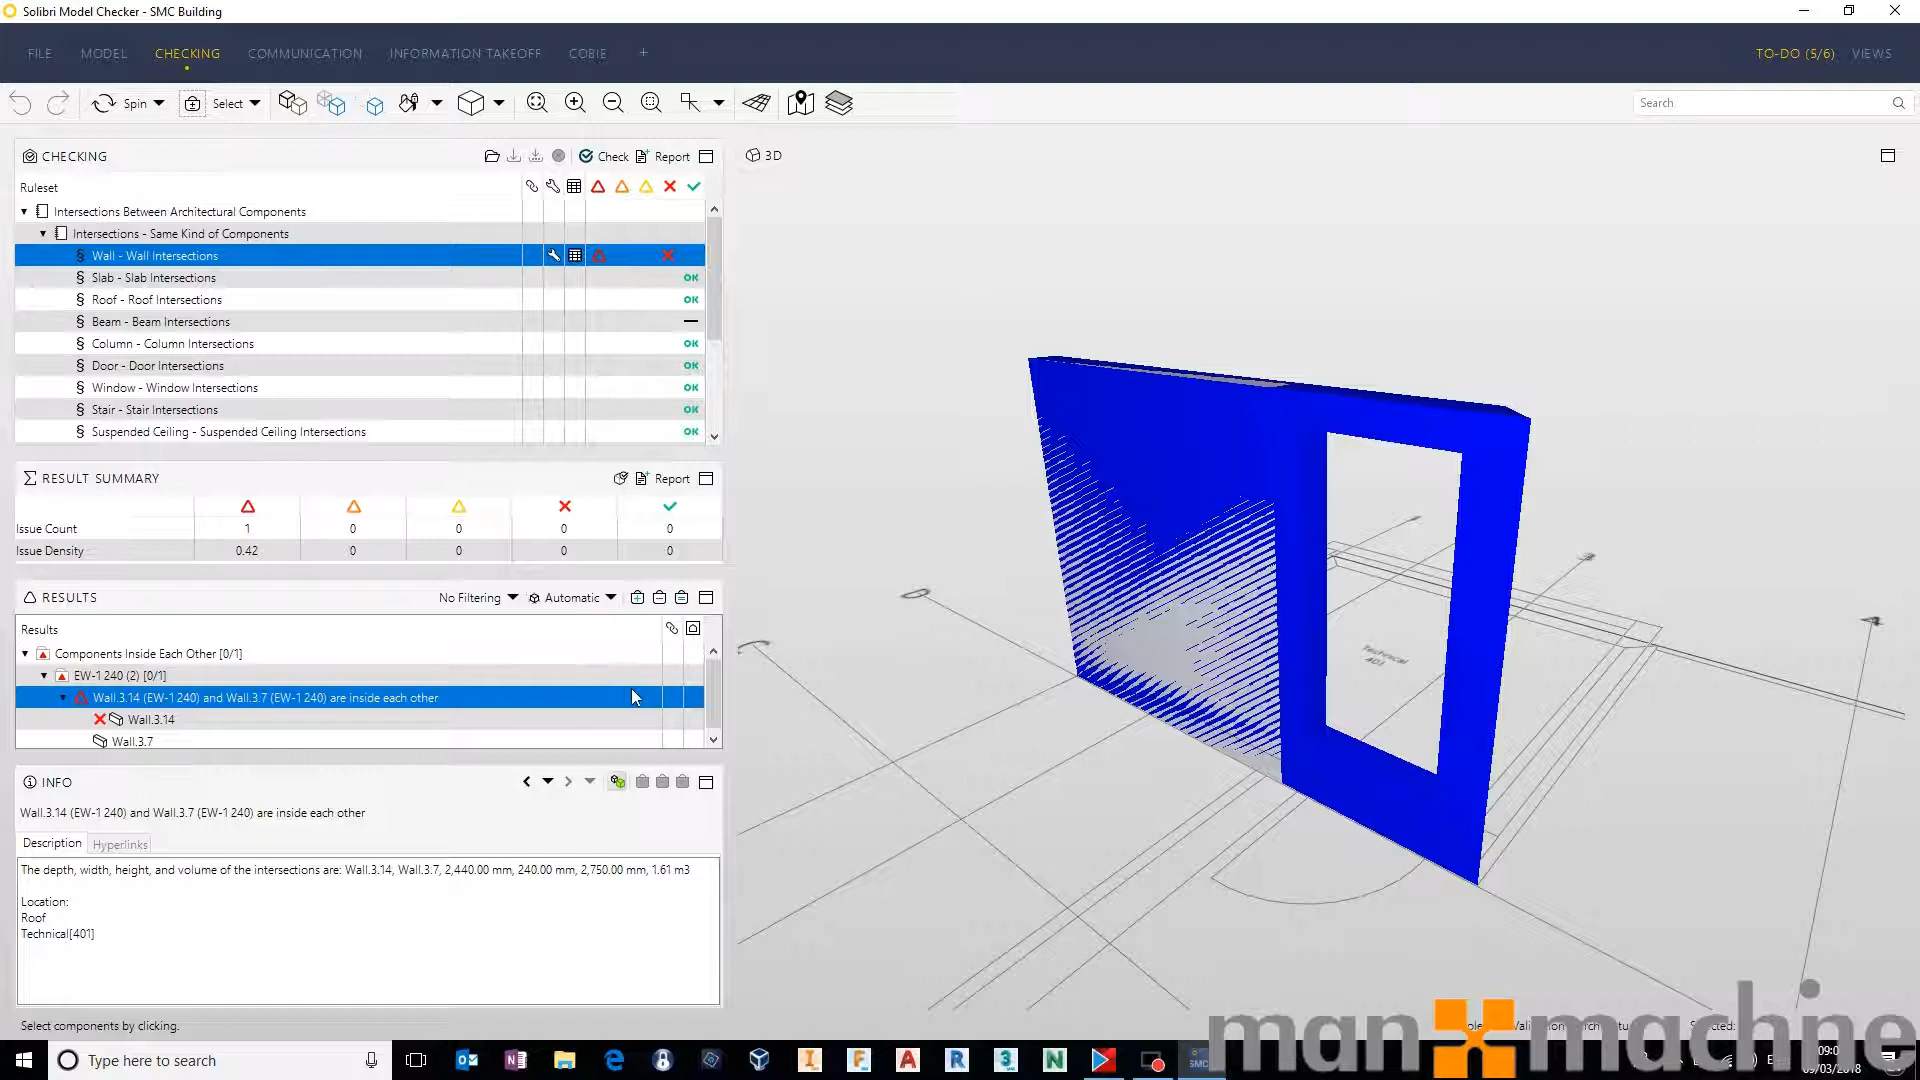 Solibri Model Checker - SMC Building
FILE MODEL CHECKING COMMUNICATION INFORMATION TAKEOFF COBIE + TO-DO (5/6) VIEWS
Spin Select Search
CHECKING Check Report
3D
Ruleset
Intersections Between Architectural Components
Intersections - Same Kind of Components
§ Wall - Wall Intersections
§ Slab - Slab Intersections OK
§ Roof - Roof Intersections OK
§ Beam - Beam Intersections —
§ Column - Column Intersections OK
§ Door - Door Intersections OK
§ Window - Window Intersections OK
§ Stair - Stair Intersections OK
§ Suspended Ceiling - Suspended Ceiling Intersections OK
RESULT SUMMARY Report
Issue Count 1 0 0 0 0
Issue Density 0.42 0 0 0 0
RESULTS No Filtering Automatic
Results
Components Inside Each Other [0/1]
EW-1 240 (2) [0/1]
Wall.3.14 (EW-1 240) and Wall.3.7 (EW-1 240) are inside each other
Wall.3.14
Wall.3.7
INFO
Wall.3.14 (EW-1 240) and Wall.3.7 (EW-1 240) are inside each other
Description Hyperlinks
The depth, width, height, and volume of the intersections are: Wall.3.14, Wall.3.7, 2,440.00 mm, 240.00 mm, 2,750.00 mm, 1.61 m3
Location:
Roof
Technical[401]
Technical
401
D
C
3
4
Select components by clicking.
Selected:
man machine
Type here to search
SMC